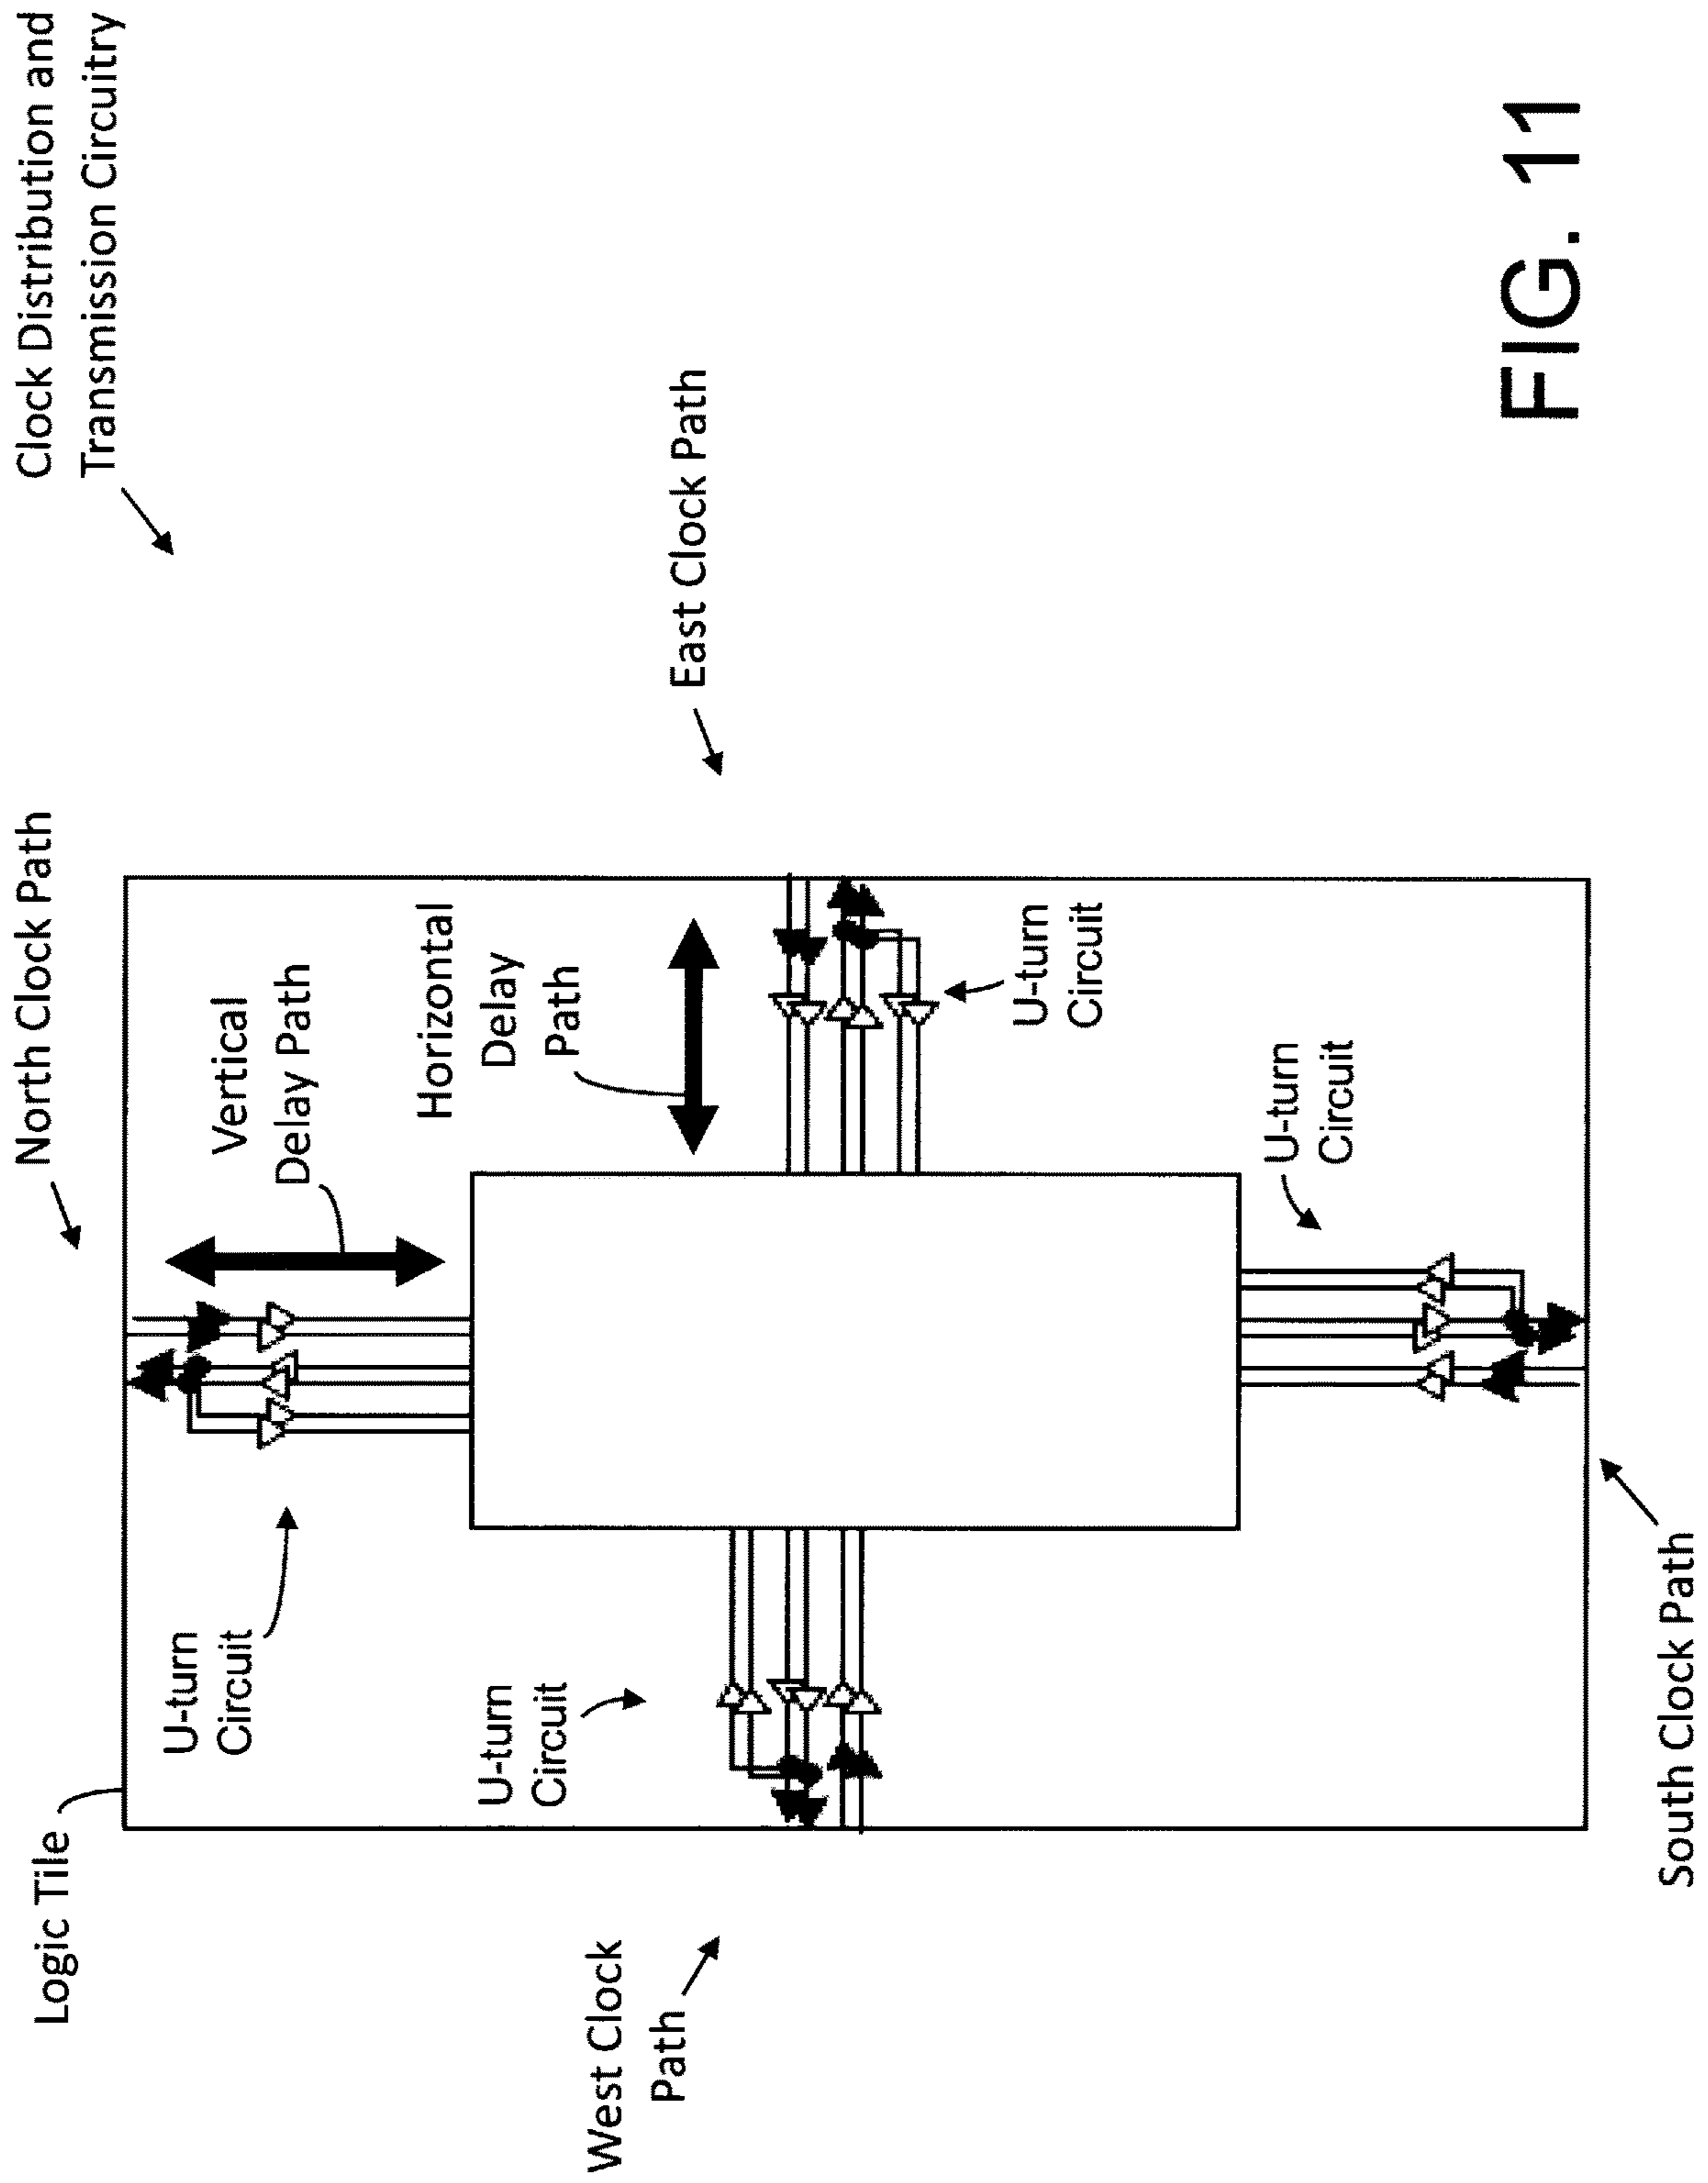 Clock Distribution and
Transmission Circuitry
North Clock Path
Logic Tile
Vertical
Delay Path
U-turn
Circuit
Horizontal
Delay
Path
East Clock Path
West Clock
Path
U-turn
Circuit
U-turn
Circuit
U-turn
Circuit
South Clock Path
FIG. 11